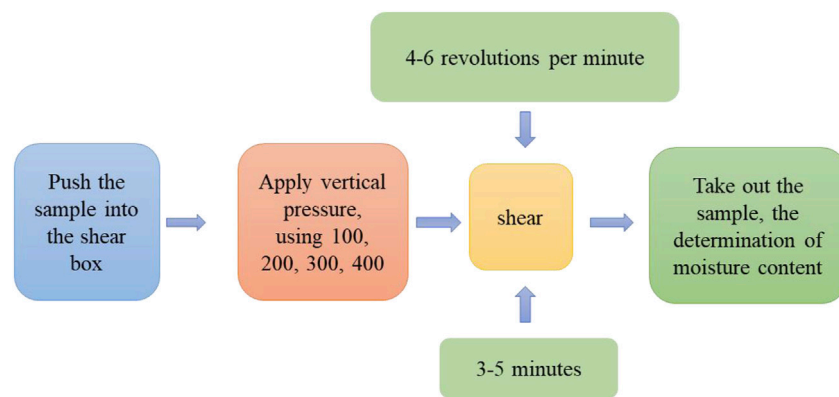 4-6 revolutions per minute
Push the
sample into
the shear
box
Apply vertical
pressure,
using 100,
200, 300, 400
shear
Take out the
sample, the
determination of
moisture content
3-5 minutes